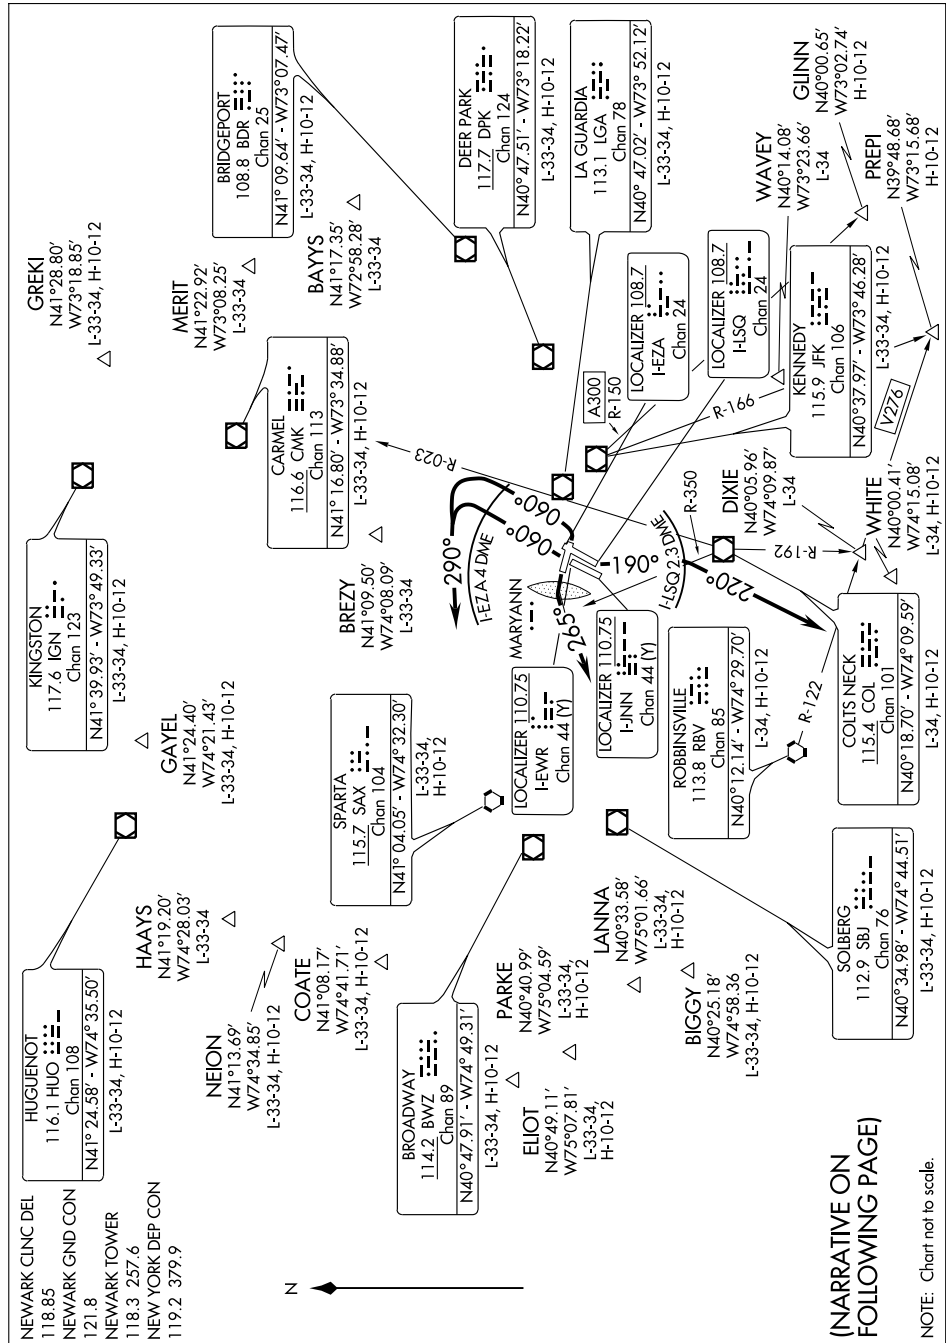 NEWARK CLNC DEL
118.85
NEWARK GND CON
121.8
NEWARK TOWER
118.3 257.6
NEW YORK DEP CON
119.2 379.9
HUGUENOT
116.1 HUO
Chan 108
N41° 24.58' - W74° 35.50'
L-33-34, H-10-12
KINGSTON
117.6 IGN
Chan 123
N41° 39.93' - W73° 49.33'
L-33-34, H-10-12
GREKI
N41°28.80'
W73°18.85'
L-33-34, H-10-12
HAAYS
N41°19.20'
W74°28.03'
L-33-34
GAYEL
N41°24.40'
W74°21.43'
L-33-34, H-10-12
MERIT
N41°22.92'
W73°08.25'
L-33-34
BRIDGEPORT
108.8 BDR
Chan 25
N41° 09.64' - W73° 07.47'
L-33-34, H-10-12
NEION
N41°13.69'
W74°34.85'
L-33-34, H-10-12
CARMEL
116.6 CMK
Chan 113
N41° 16.80' - W73° 34.88'
L-33-34, H-10-12
BAYYS
N41°17.35'
W72°58.28'
L-33-34
COATE
N41°08.17'
W74°41.71'
L-33-34, H-10-12
SPARTA
115.7 SAX
Chan 104
N41° 04.05' - W74° 32.30'
L-33-34,
H-10-12
BREZY
N41°09.50'
W74°08.09'
L-33-34
R-023
290°
I-EZA 4 DME
060°
060°
DEER PARK
117.7 DPK
Chan 124
N40° 47.51' - W73° 18.22'
L-33-34, H-10-12
BROADWAY
114.2 BWZ
Chan 89
N40° 47.91' - W74° 49.31'
L-33-34, H-10-12
PARKE
N40°40.99'
W75°04.59'
L-33-34,
H-10-12
ELIOT
N40°49.11'
W75°07.81'
L-33-34,
H-10-12
LOCALIZER 110.75
I-EWR
Chan 44 (Y)
MARYANN
265°
LOCALIZER 110.75
I-JNN
Chan 44 (Y)
190°
I-LSQ 2.3 DME
220°
LA GUARDIA
113.1 LGA
Chan 78
N40° 47.02' - W73° 52.12'
L-33-34, H-10-12
A300
R-150
LOCALIZER 108.7
I-EZA
Chan 24
LOCALIZER 108.7
I-LSQ
Chan 24
R-166
R-350
R-192
LANNA
N40°33.58'
W75°01.66'
L-33-34,
H-10-12
BIGGY
N40°25.18'
W74°58.36
L-33-34, H-10-12
ROBBINSVILLE
113.8 RBV
Chan 85
N40°12.14' - W74° 29.70'
L-34, H-10-12
R-122
DIXIE
N40°05.96'
W74°09.87'
L-34
WAVEY
N40°14.08'
W73°23.66'
L-34
GLINN
N40°00.65'
W73°02.74'
H-10-12
KENNEDY
115.9 JFK
Chan 106
N40° 37.97' - W73° 46.28'
L-33-34, H-10-12
PREPI
N39°48.68'
W73°15.68'
H-10-12
V276
WHITE
N40°00.41'
W74°15.08'
L-34, H-10-12
SOLBERG
112.9 SBJ
Chan 76
N40° 34.98' - W74° 44.51'
L-33-34, H-10-12
COLTS NECK
115.4 COL
Chan 101
N40° 18.70' - W74° 09.59'
L-34, H-10-12
N
(NARRATIVE ON
FOLLOWING PAGE)
NOTE: Chart not to scale.